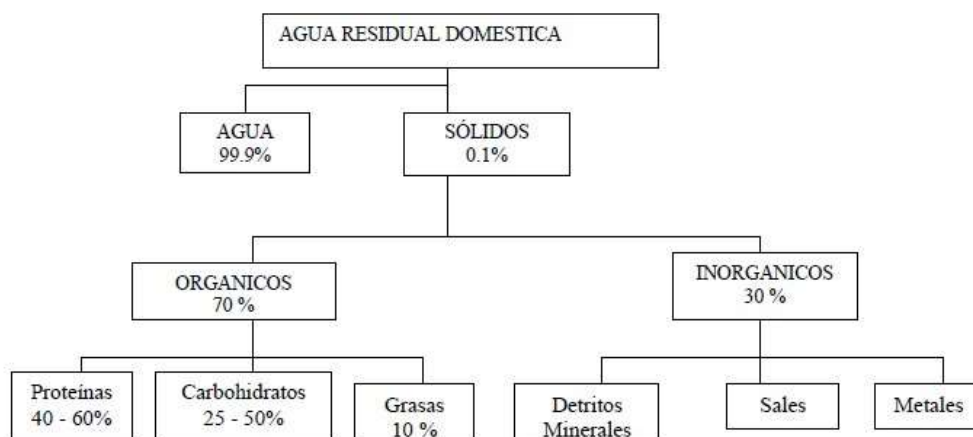 AGUA RESIDUAL DOMESTICA
AGUA
99.9%
SÓLIDOS
0.1%
ORGANICOS
70 %
INORGANICOS
30 %
Proteínas
40 - 60%
Carbohidratos
25 - 50%
Grasas
10 %
Detritos
Minerales
Sales
Metales